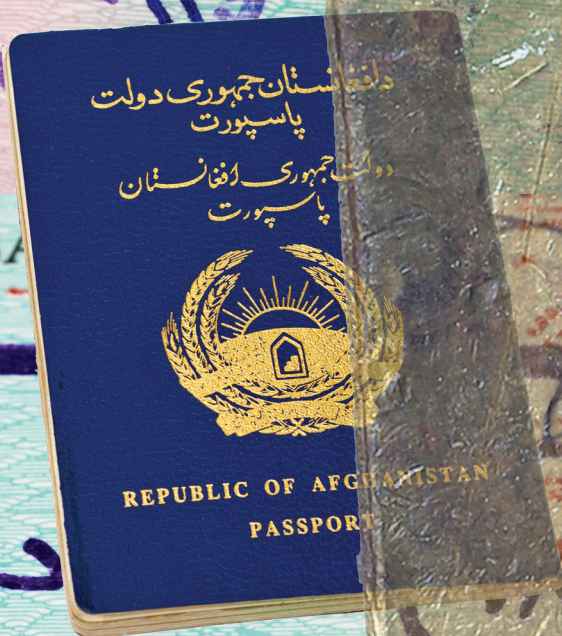 دافغانستان جمهوری دولت
پاسپورت
دولت جمهوری افغانستان
پاسپورت
REPUBLIC OF AFGHANISTAN
PASSPORT